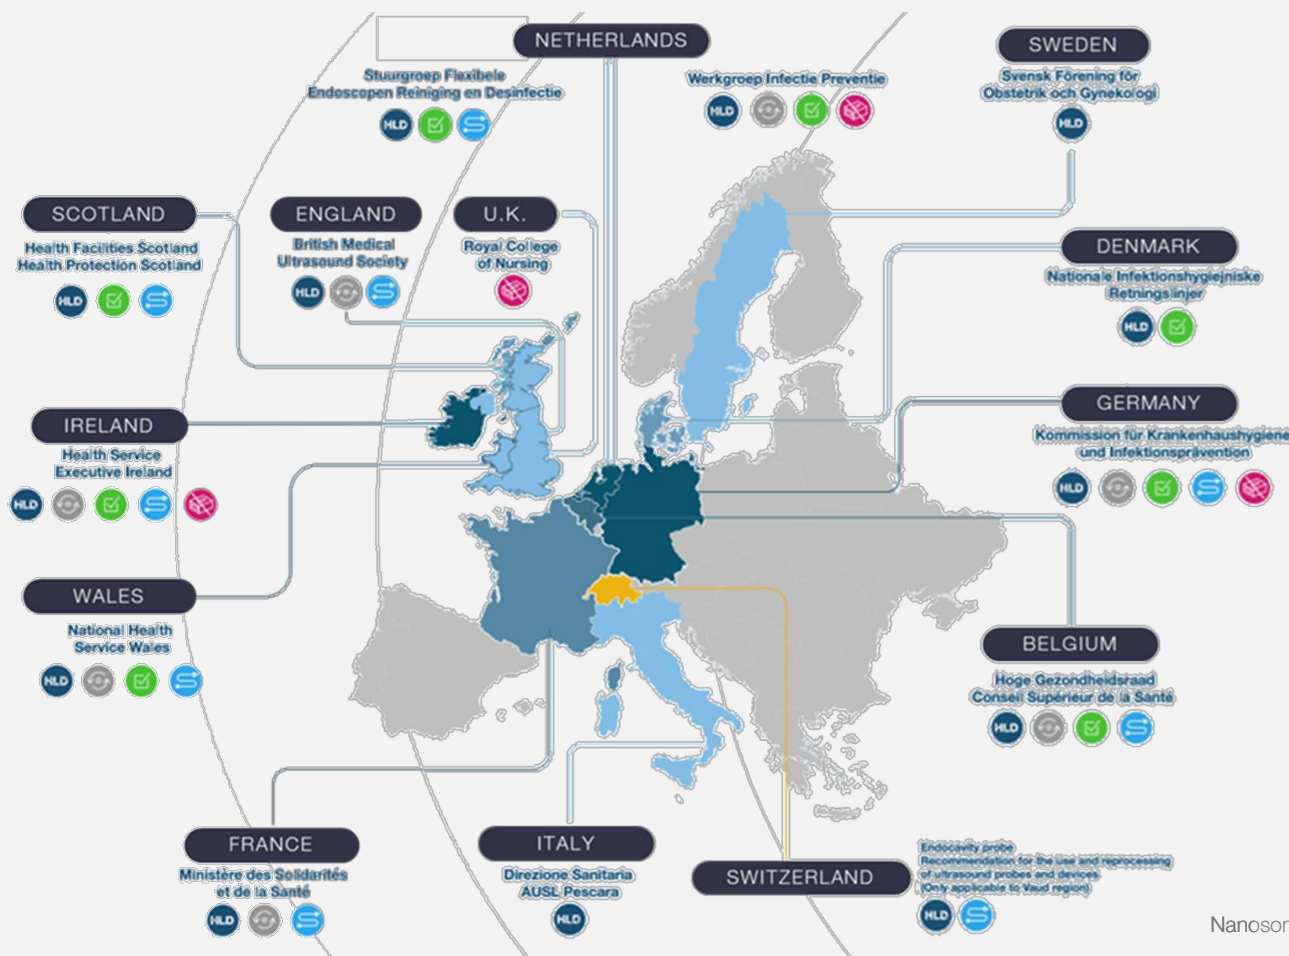 NETHERLANDS
Stuurgroep Flexibele
Endoscopen Reiniging en Desinfectie
HLD
Werkgroep Infectie Preventie
HLD
SWEDEN
Svensk Förening för
Obstetrik och Gynekologi
HLD
SCOTLAND
Health Facilities Scotland
Health Protection Scotland
HLD
ENGLAND
British Medical
Ultrasound Society
HLD
U.K.
Royal College
of Nursing
DENMARK
Nationale Infektionshygiejniske
Retningslinjer
HLD
IRELAND
Health Service
Executive Ireland
HLD
GERMANY
Kommission für Krankenhaushygiene
und Infektionsprävention
HLD
WALES
National Health
Service Wales
HLD
BELGIUM
Hoge Gezondheidsraad
Conseil Supérieur de la Santé
HLD
FRANCE
Ministère des Solidarités
et de la Santé
HLD
ITALY
Direzione Sanitaria
AUSL Pescara
HLD
SWITZERLAND
Endocavity probe
Recommendation for the use and reprocessing
of ultrasound probes and devices
(Only applicable to Vaud region)
HLD
Nanoson